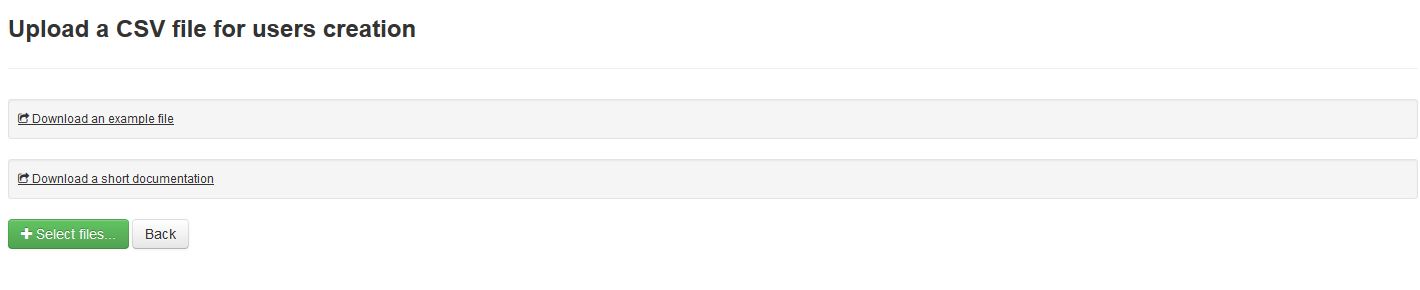 Upload a CSV file for users creation
Download an example file
Download a short documentation
Select files...
Back